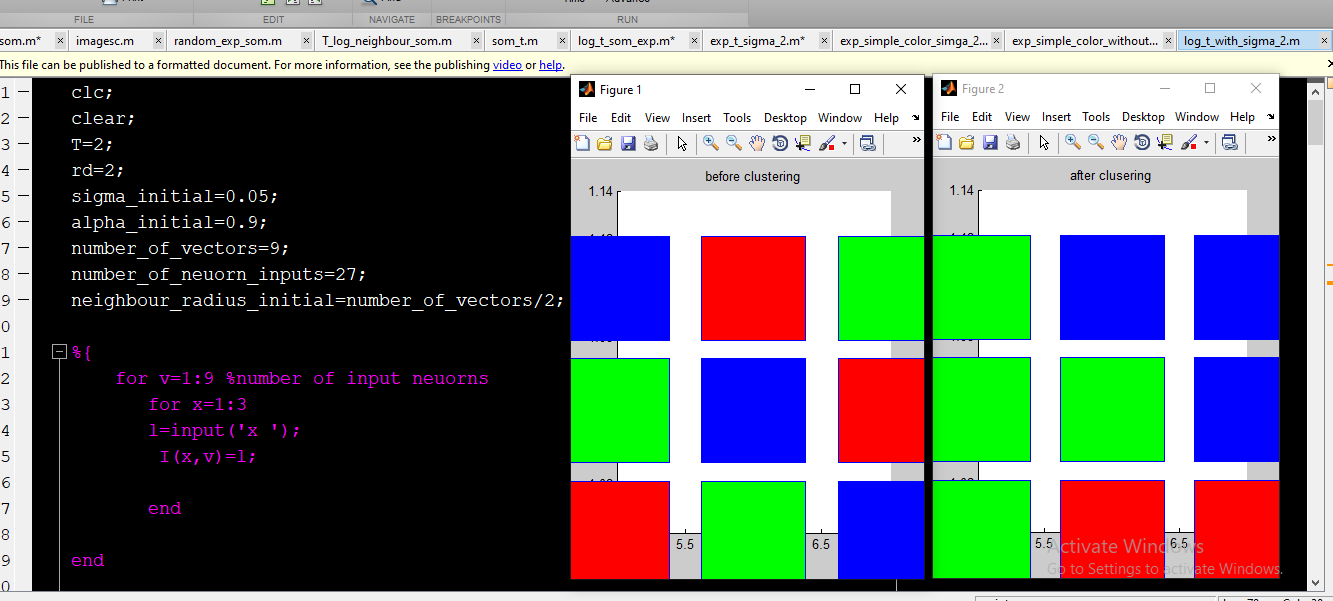 FILE EDIT NAVIGATE BREAKPOINTS RUN
som.m* imagesc.m random_exp_som.m T_log_neighbour_som.m som_t.m log_t_som_exp.m* exp_t_sigma_2.m* exp_simple_color_simga_2... exp_simple_color_without... log_t_with_sigma_2.m
This file can be published to a formatted document. For more information, see the publishing video or help.
1 clc;
2 clear;
3 T=2;
4 rd=2;
5 sigma_initial=0.05;
6 alpha_initial=0.9;
7 number_of_vectors=9;
8 number_of_neuorn_inputs=27;
9 neighbour_radius_initial=number_of_vectors/2;
0
1 %{
2 for v=1:9 %number of input neuorns
3 for x=1:3
4 l=input('x ');
5 I(x,v)=l;
6
7 end
8
9 end
0
Figure 1
File Edit View Insert Tools Desktop Window Help
before clustering
1.14
5.5 6.5
Figure 2
File Edit View Insert Tools Desktop Window Help
after clusering
1.14
5.5 6.5
Activate Windows
Go to Settings to activate Windows.